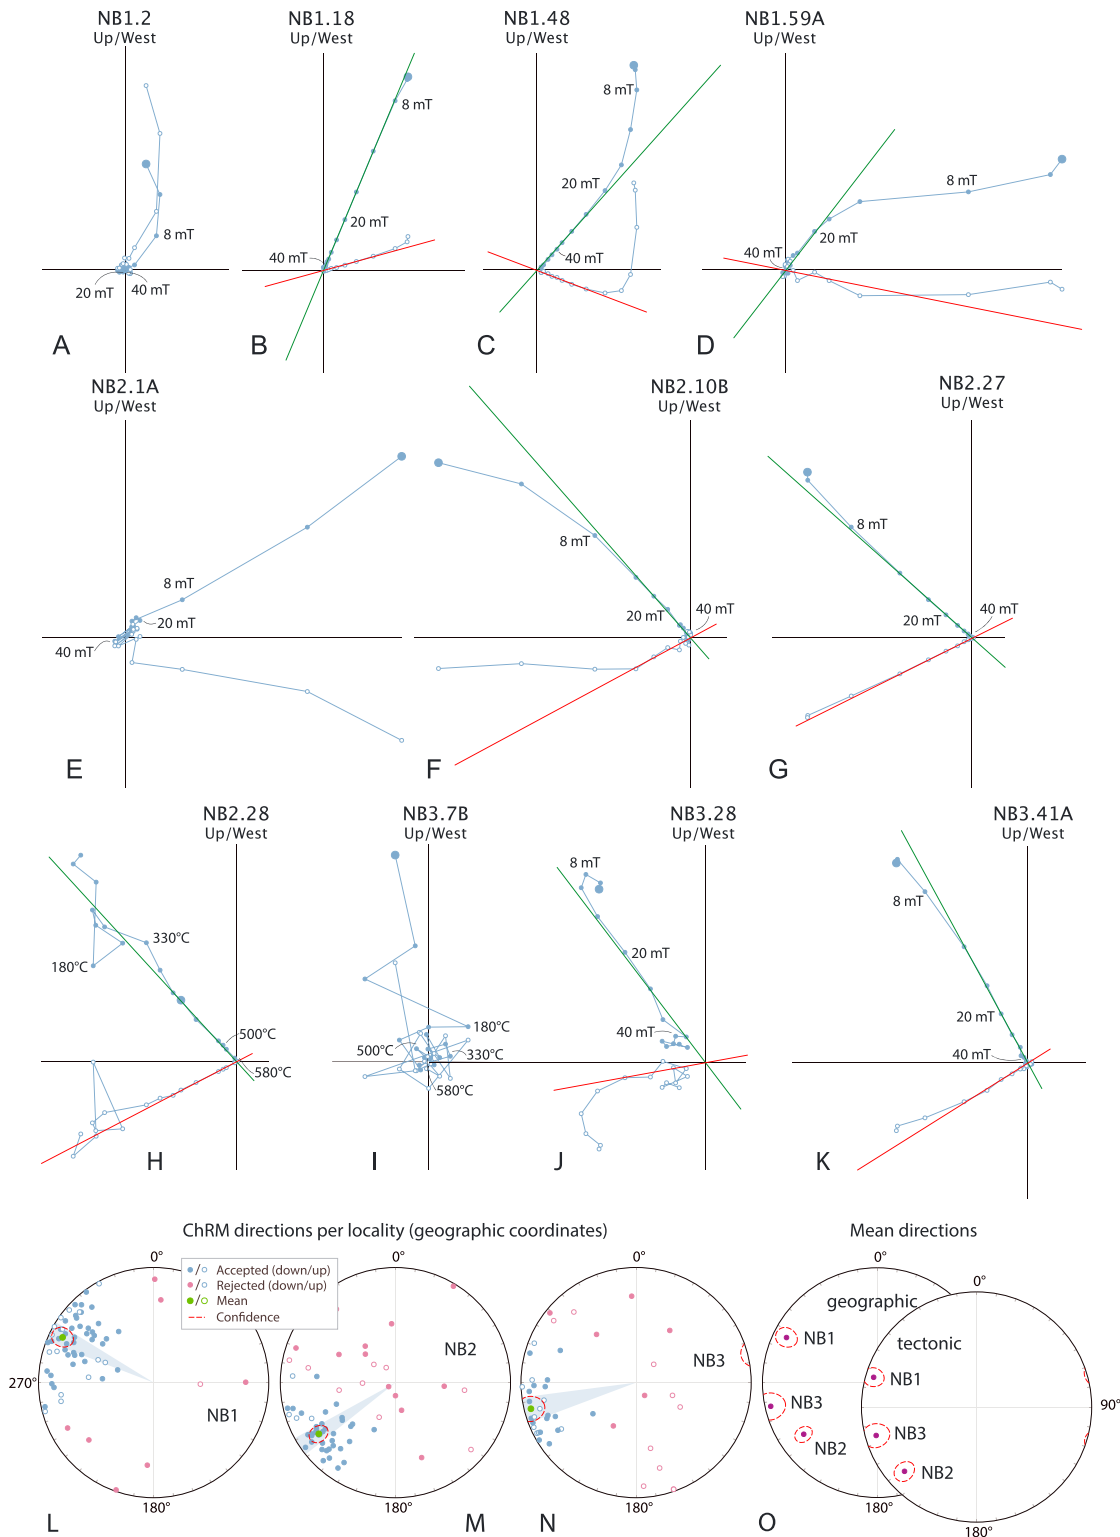 NB1.2
Up/West
8 mT
20 mT
40 mT
A
NB1.18
Up/West
8 mT
20 mT
40 mT
B
NB1.48
Up/West
8 mT
20 mT
40 mT
C
NB1.59A
Up/West
8 mT
40 mT
20 mT
D
NB2.1A
Up/West
8 mT
20 mT
40 mT
E
NB2.10B
Up/West
8 mT
20 mT
40 mT
F
NB2.27
Up/West
8 mT
20 mT
40 mT
G
NB2.28
Up/West
330°C
180°C
500°C
580°C
H
NB3.7B
Up/West
180°C
500°C
330°C
580°C
I
NB3.28
Up/West
8 mT
20 mT
40 mT
J
NB3.41A
Up/West
8 mT
20 mT
40 mT
K
ChRM directions per locality (geographic coordinates)
Mean directions
0°
270°
NB1
180°
L
Accepted (down/up)
Rejected (down/up)
Mean
Confidence
0°
NB2
180°
M
0°
NB3
180°
N
0°
geographic
NB1
NB3
NB2
180°
0°
tectonic
NB1
90°
NB3
NB2
180°
O